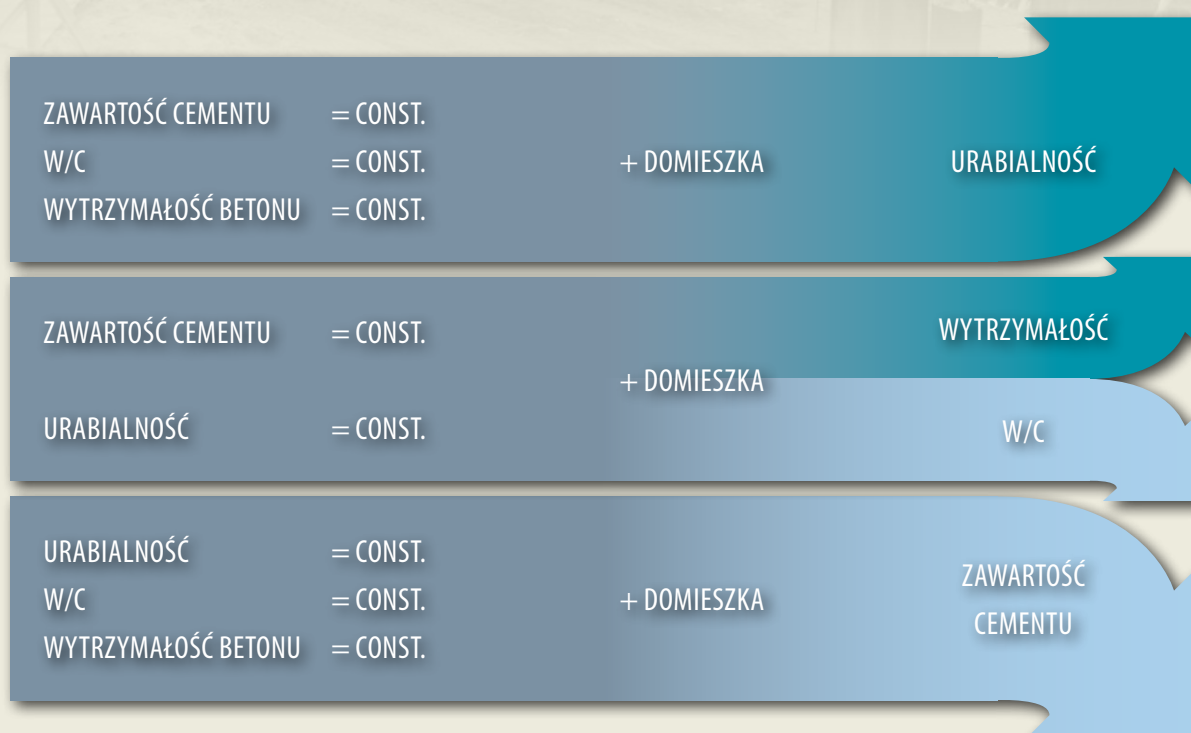 ZAWARTOŚĆ CEMENTU = CONST.
W/C = CONST. + DOMIESZKA URABIALNOŚĆ
WYTRZYMAŁOŚĆ BETONU = CONST.
ZAWARTOŚĆ CEMENTU = CONST. WYTRZYMAŁOŚĆ
+ DOMIESZKA
URABIALNOŚĆ = CONST. W/C
URABIALNOŚĆ = CONST.
W/C = CONST. + DOMIESZKA
WYTRZYMAŁOŚĆ BETONU = CONST.
ZAWARTOŚĆ
CEMENTU